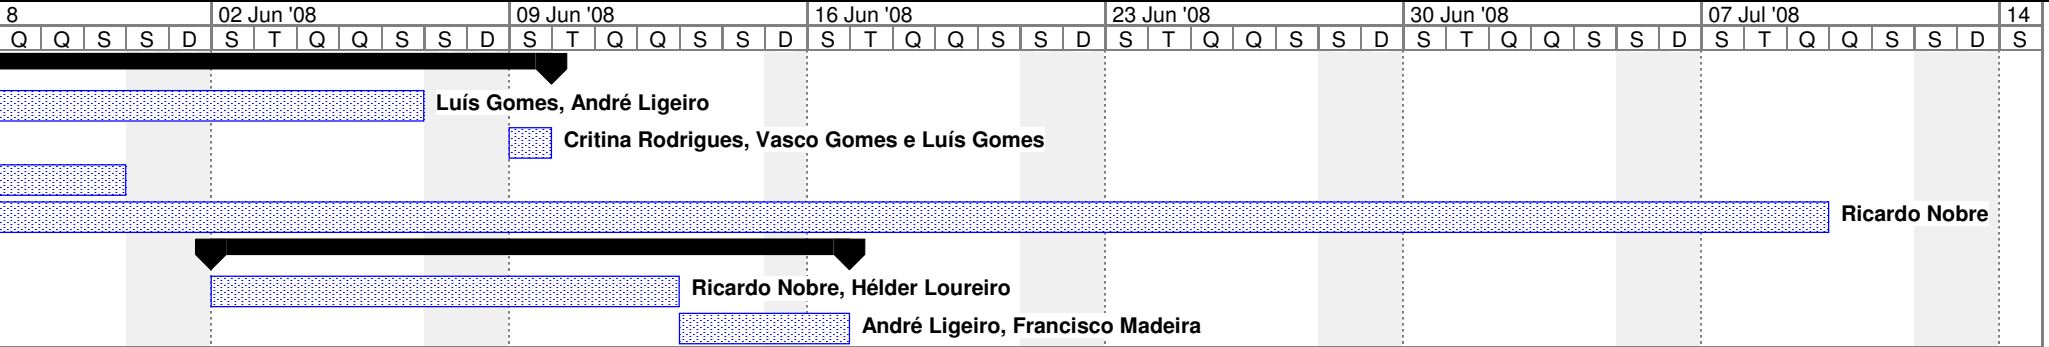 8 02 Jun '08 09 Jun '08 16 Jun '08 23 Jun '08 30 Jun '08 07 Jul '08 14
Q Q S S D S T Q Q S S D S T Q Q S S D S T Q Q S S D S T Q Q S S D S T Q Q S S D S T Q Q S S D S
Luís Gomes, André Ligeiro
Critina Rodrigues, Vasco Gomes e Luís Gomes
Ricardo Nobre
Ricardo Nobre, Hélder Loureiro
André Ligeiro, Francisco Madeira